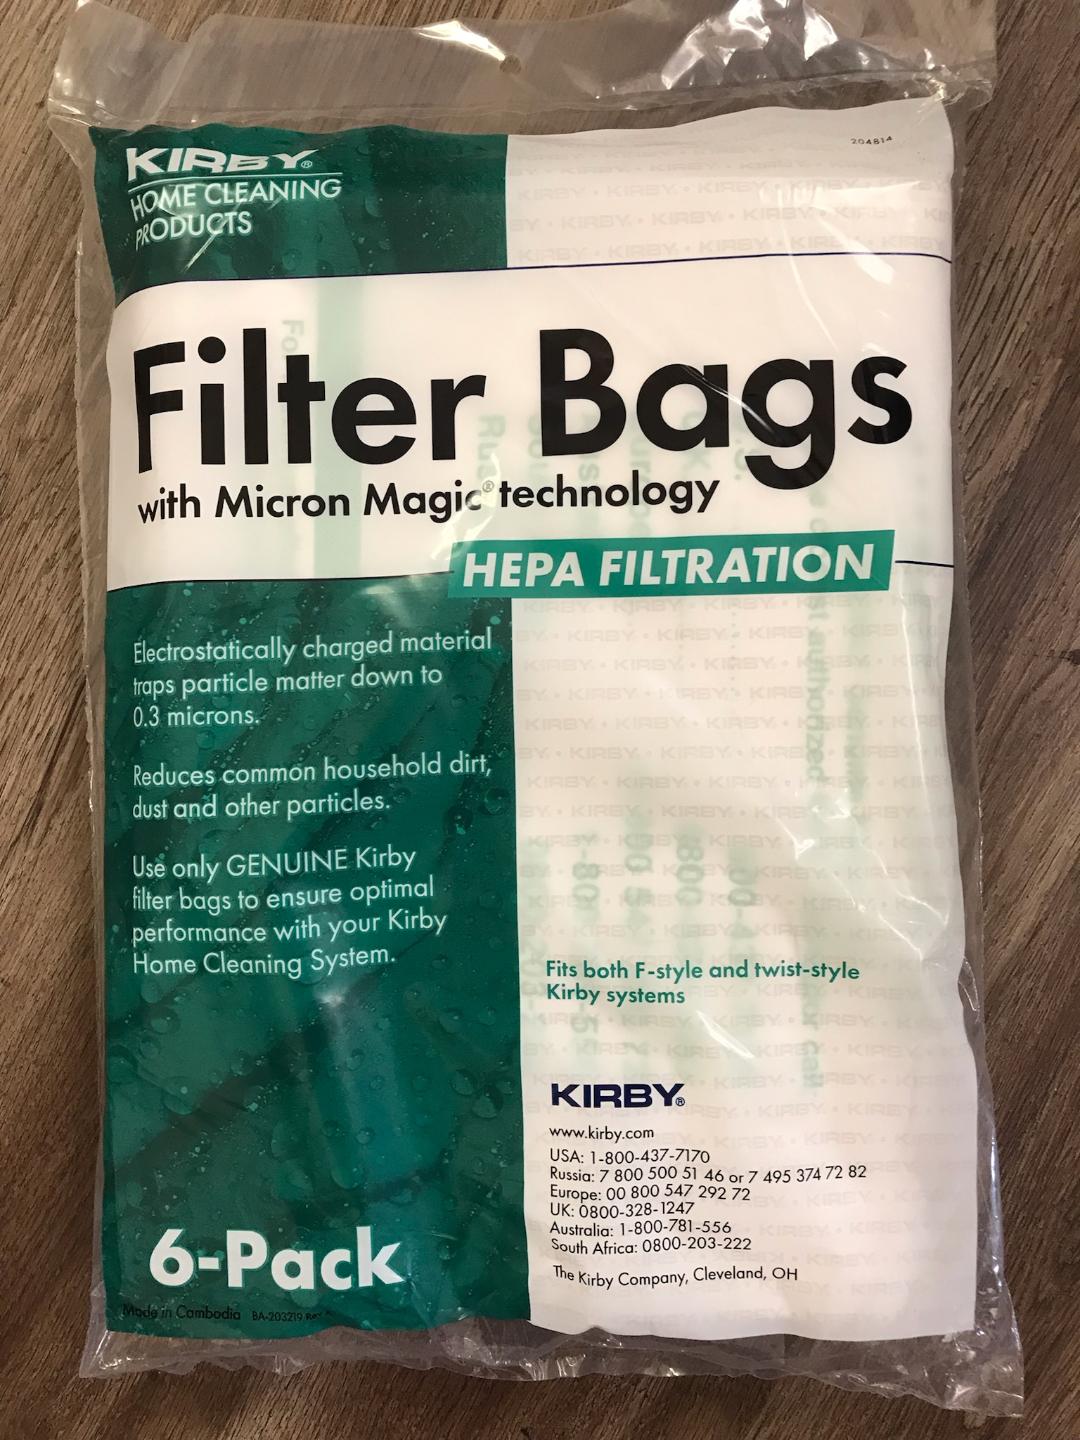 204814
KIRBY®
HOME CLEANING
PRODUCTS
Filter Bags
with Micron Magic® technology
HEPA FILTRATION
Electrostatically charged material
traps particle matter down to
0.3 microns.
Reduces common household dirt,
dust and other particles.
Use only GENUINE Kirby
filter bags to ensure optimal
performance with your Kirby
Home Cleaning System.
Fits both F-style and twist-style
Kirby systems
KIRBY®
www.kirby.com
USA: 1-800-437-7170
Russia: 7 800 500 51 46 or 7 495 374 72 82
Europe: 00 800 547 292 72
UK: 0800-328-1247
Australia: 1-800-781-556
South Africa: 0800-203-222
The Kirby Company, Cleveland, OH
6-Pack
Made in Cambodia BA-203219 Rev